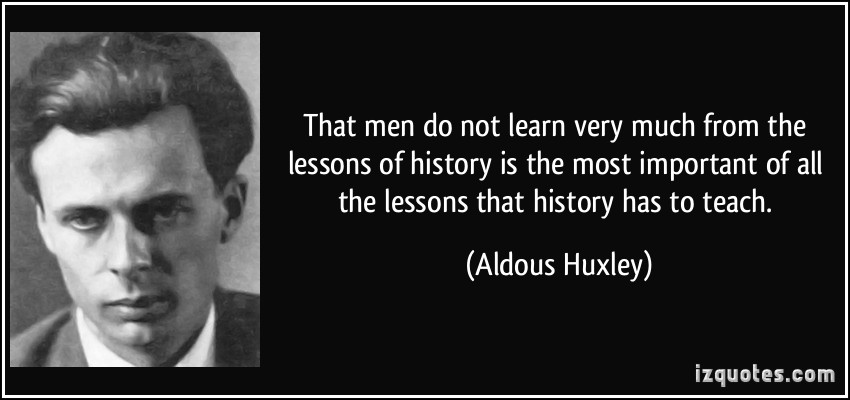 That men do not learn very much from the
lessons of history is the most important of all
the lessons that history has to teach.
(Aldous Huxley)
izquotes.com